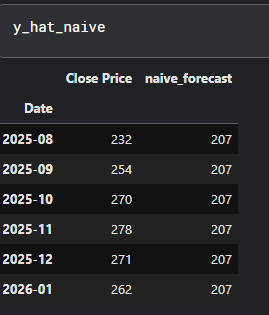 y_hat_naive
Close Price naive_forecast
Date
2025-08 232 207
2025-09 254 207
2025-10 270 207
2025-11 278 207
2025-12 271 207
2026-01 262 207